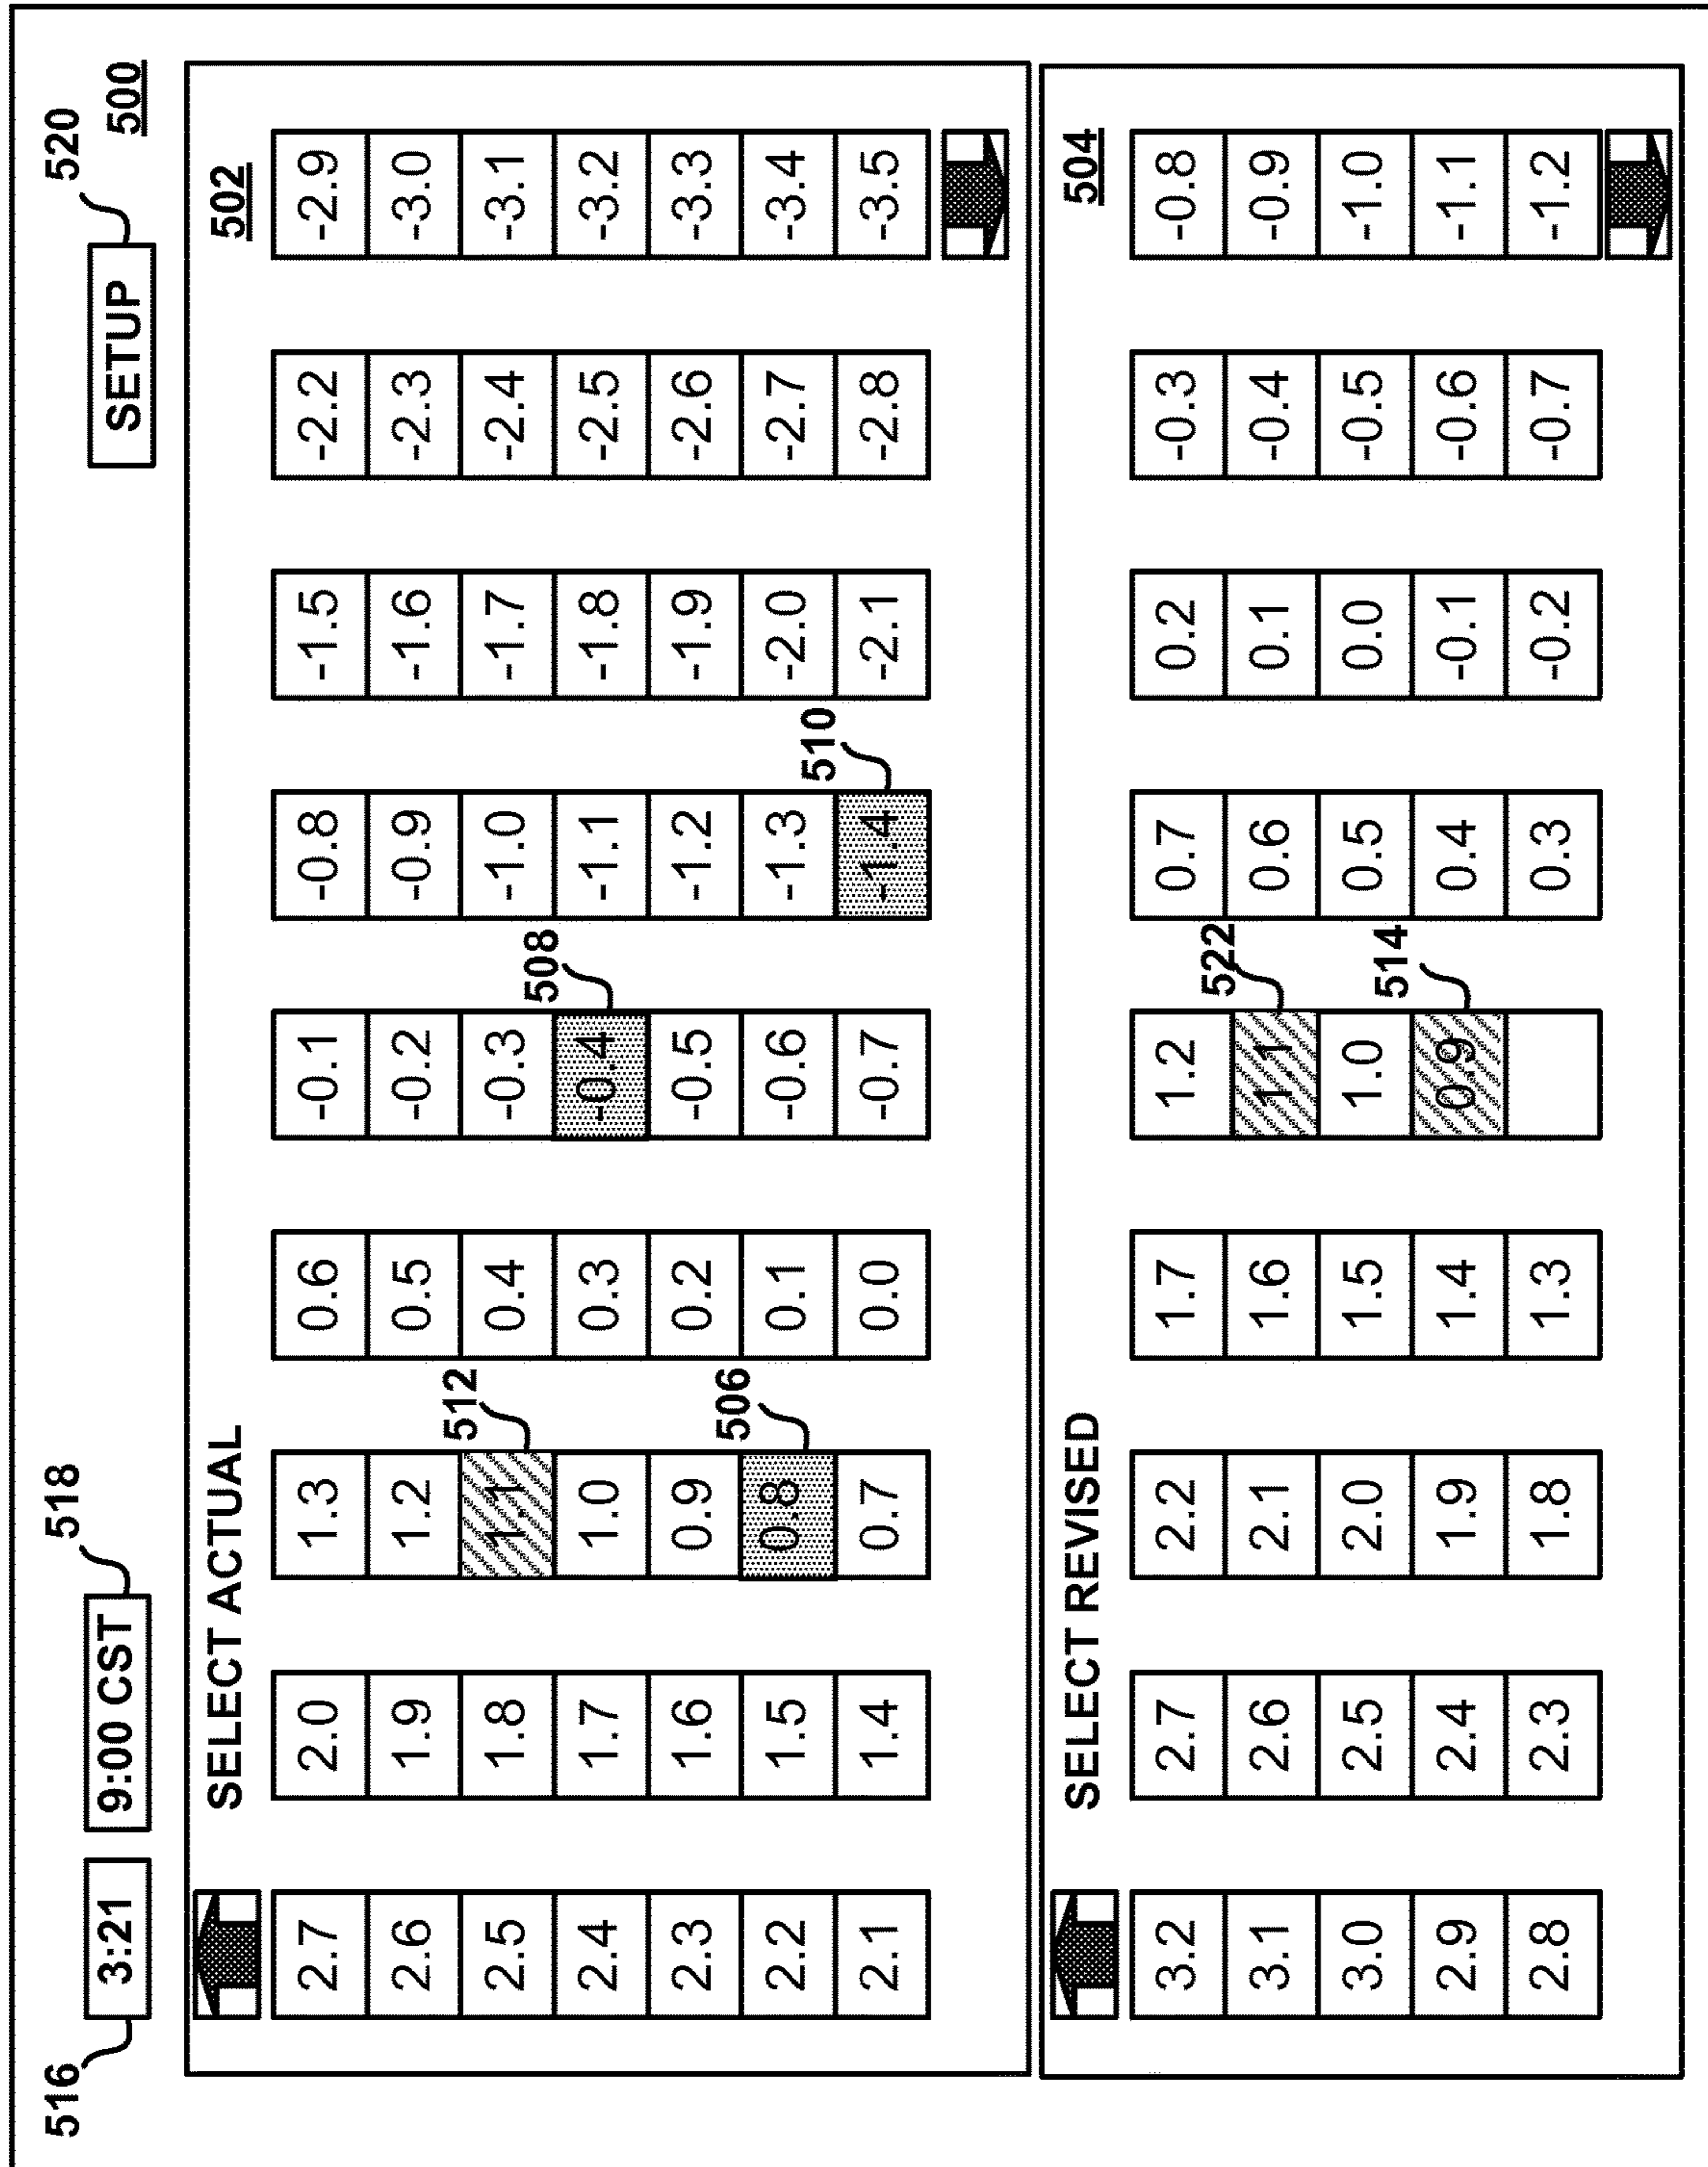 516 3:21 9:00 CST 518 SETUP 520
500
SELECT ACTUAL 502
2.7 2.0 1.3 0.6 -0.1 -0.8 -1.5 -2.2 -2.9
2.6 1.9 1.2 0.5 -0.2 -0.9 -1.6 -2.3 -3.0
2.5 1.8 1.1 512 0.4 -0.3 -1.0 -1.7 -2.4 -3.1
2.4 1.7 1.0 0.3 -0.4 508 -1.1 -1.8 -2.5 -3.2
2.3 1.6 0.9 0.2 -0.5 -1.2 -1.9 -2.6 -3.3
2.2 1.5 0.8 506 0.1 -0.6 -1.3 -2.0 -2.7 -3.4
2.1 1.4 0.7 0.0 -0.7 -1.4 510 -2.1 -2.8 -3.5
SELECT REVISED 504
3.2 2.7 2.2 1.7 1.2 0.7 0.2 -0.3 -0.8
3.1 2.6 2.1 1.6 1.1 522 0.6 0.1 -0.4 -0.9
3.0 2.5 2.0 1.5 1.0 0.5 0.0 -0.5 -1.0
2.9 2.4 1.9 1.4 0.9 514 0.4 -0.1 -0.6 -1.1
2.8 2.3 1.8 1.3 0.3 -0.2 -0.7 -1.2